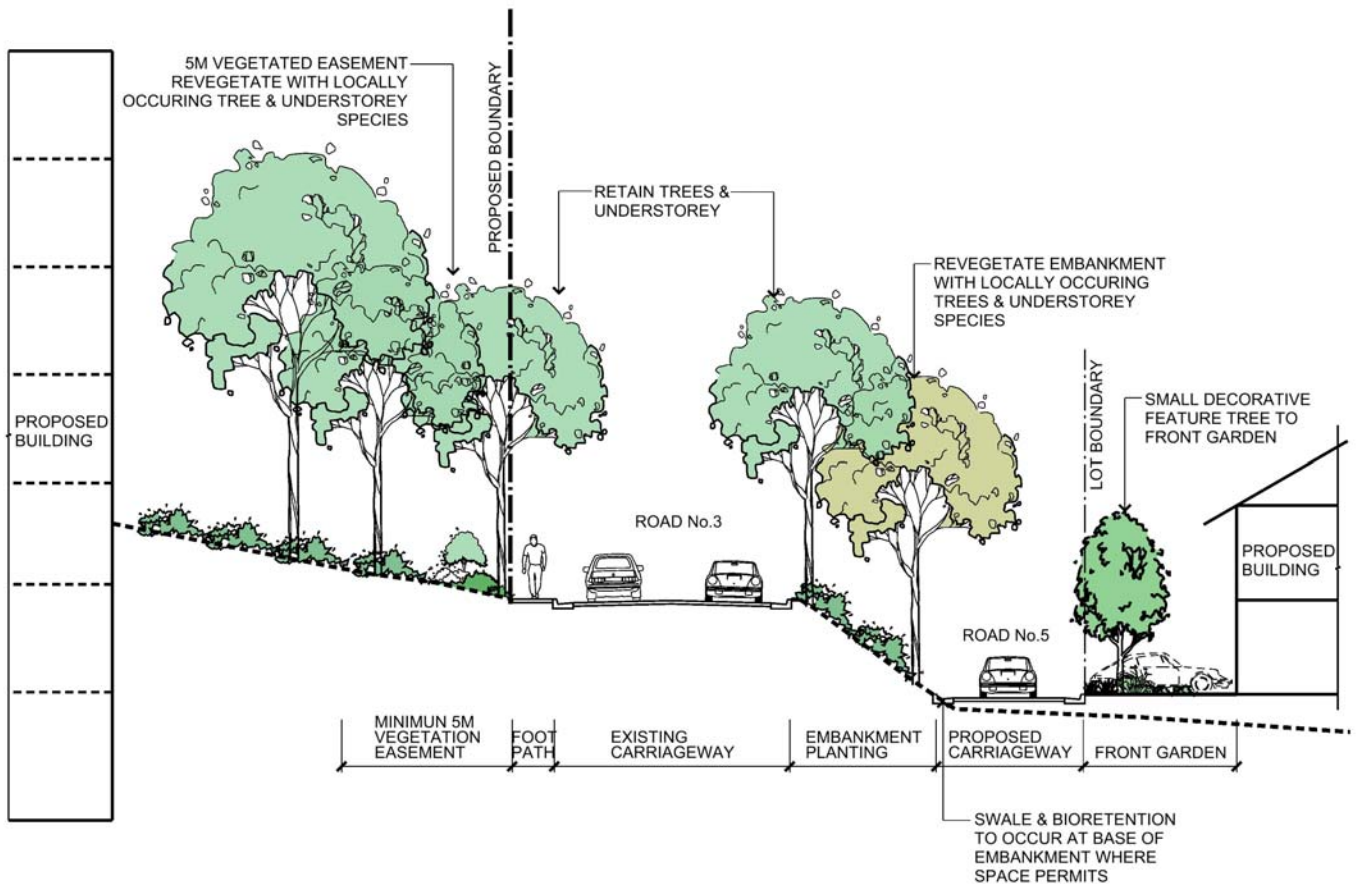 5M VEGETATED EASEMENT
REVEGETATE WITH LOCALLY
OCCURING TREE & UNDERSTOREY
SPECIES
PROPOSED BOUNDARY
RETAIN TREES &
UNDERSTOREY
REVEGETATE EMBANKMENT
WITH LOCALLY OCCURING
TREES & UNDERSTOREY
SPECIES
LOT BOUNDARY
SMALL DECORATIVE
FEATURE TREE TO
FRONT GARDEN
PROPOSED
BUILDING
ROAD No.3
PROPOSED
BUILDING
ROAD No.5
MINIMUN 5M
VEGETATION
EASEMENT
FOOT
PATH
EXISTING
CARRIAGEWAY
EMBANKMENT
PLANTING
PROPOSED
CARRIAGEWAY
FRONT GARDEN
SWALE & BIORETENTION
TO OCCUR AT BASE OF
EMBANKMENT WHERE
SPACE PERMITS